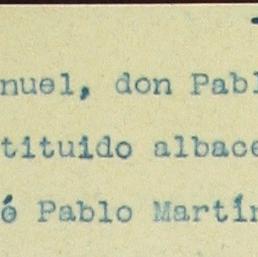 nuel, don Pabl
tituido albace
é Pablo Martín